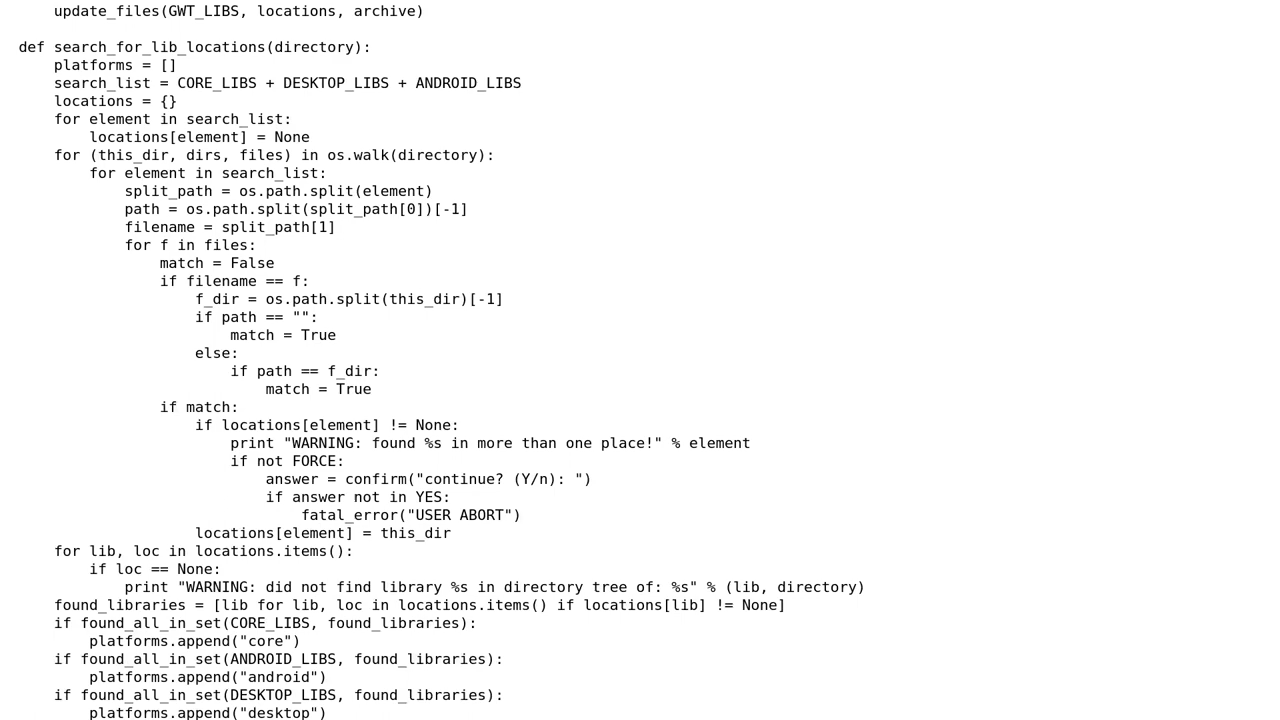 update_files(GWT_LIBS, locations, archive)

def search_for_lib_locations(directory):
    platforms = []
    search_list = CORE_LIBS + DESKTOP_LIBS + ANDROID_LIBS
    locations = {}
    for element in search_list:
        locations[element] = None
    for (this_dir, dirs, files) in os.walk(directory):
        for element in search_list:
            split_path = os.path.split(element)
            path = os.path.split(split_path[0])[-1]
            filename = split_path[1]
            for f in files:
                match = False
                if filename == f:
                    f_dir = os.path.split(this_dir)[-1]
                    if path == "":
                        match = True
                    else:
                        if path == f_dir:
                            match = True
                if match:
                    if locations[element] != None:
                        print "WARNING: found %s in more than one place!" % element
                        if not FORCE:
                            answer = confirm("continue? (Y/n): ")
                            if answer not in YES:
                                fatal_error("USER ABORT")
                    locations[element] = this_dir
    for lib, loc in locations.items():
        if loc == None:
            print "WARNING: did not find library %s in directory tree of: %s" % (lib, directory)
    found_libraries = [lib for lib, loc in locations.items() if locations[lib] != None]
    if found_all_in_set(CORE_LIBS, found_libraries):
        platforms.append("core")
    if found_all_in_set(ANDROID_LIBS, found_libraries):
        platforms.append("android")
    if found_all_in_set(DESKTOP_LIBS, found_libraries):
        platforms.append("desktop")